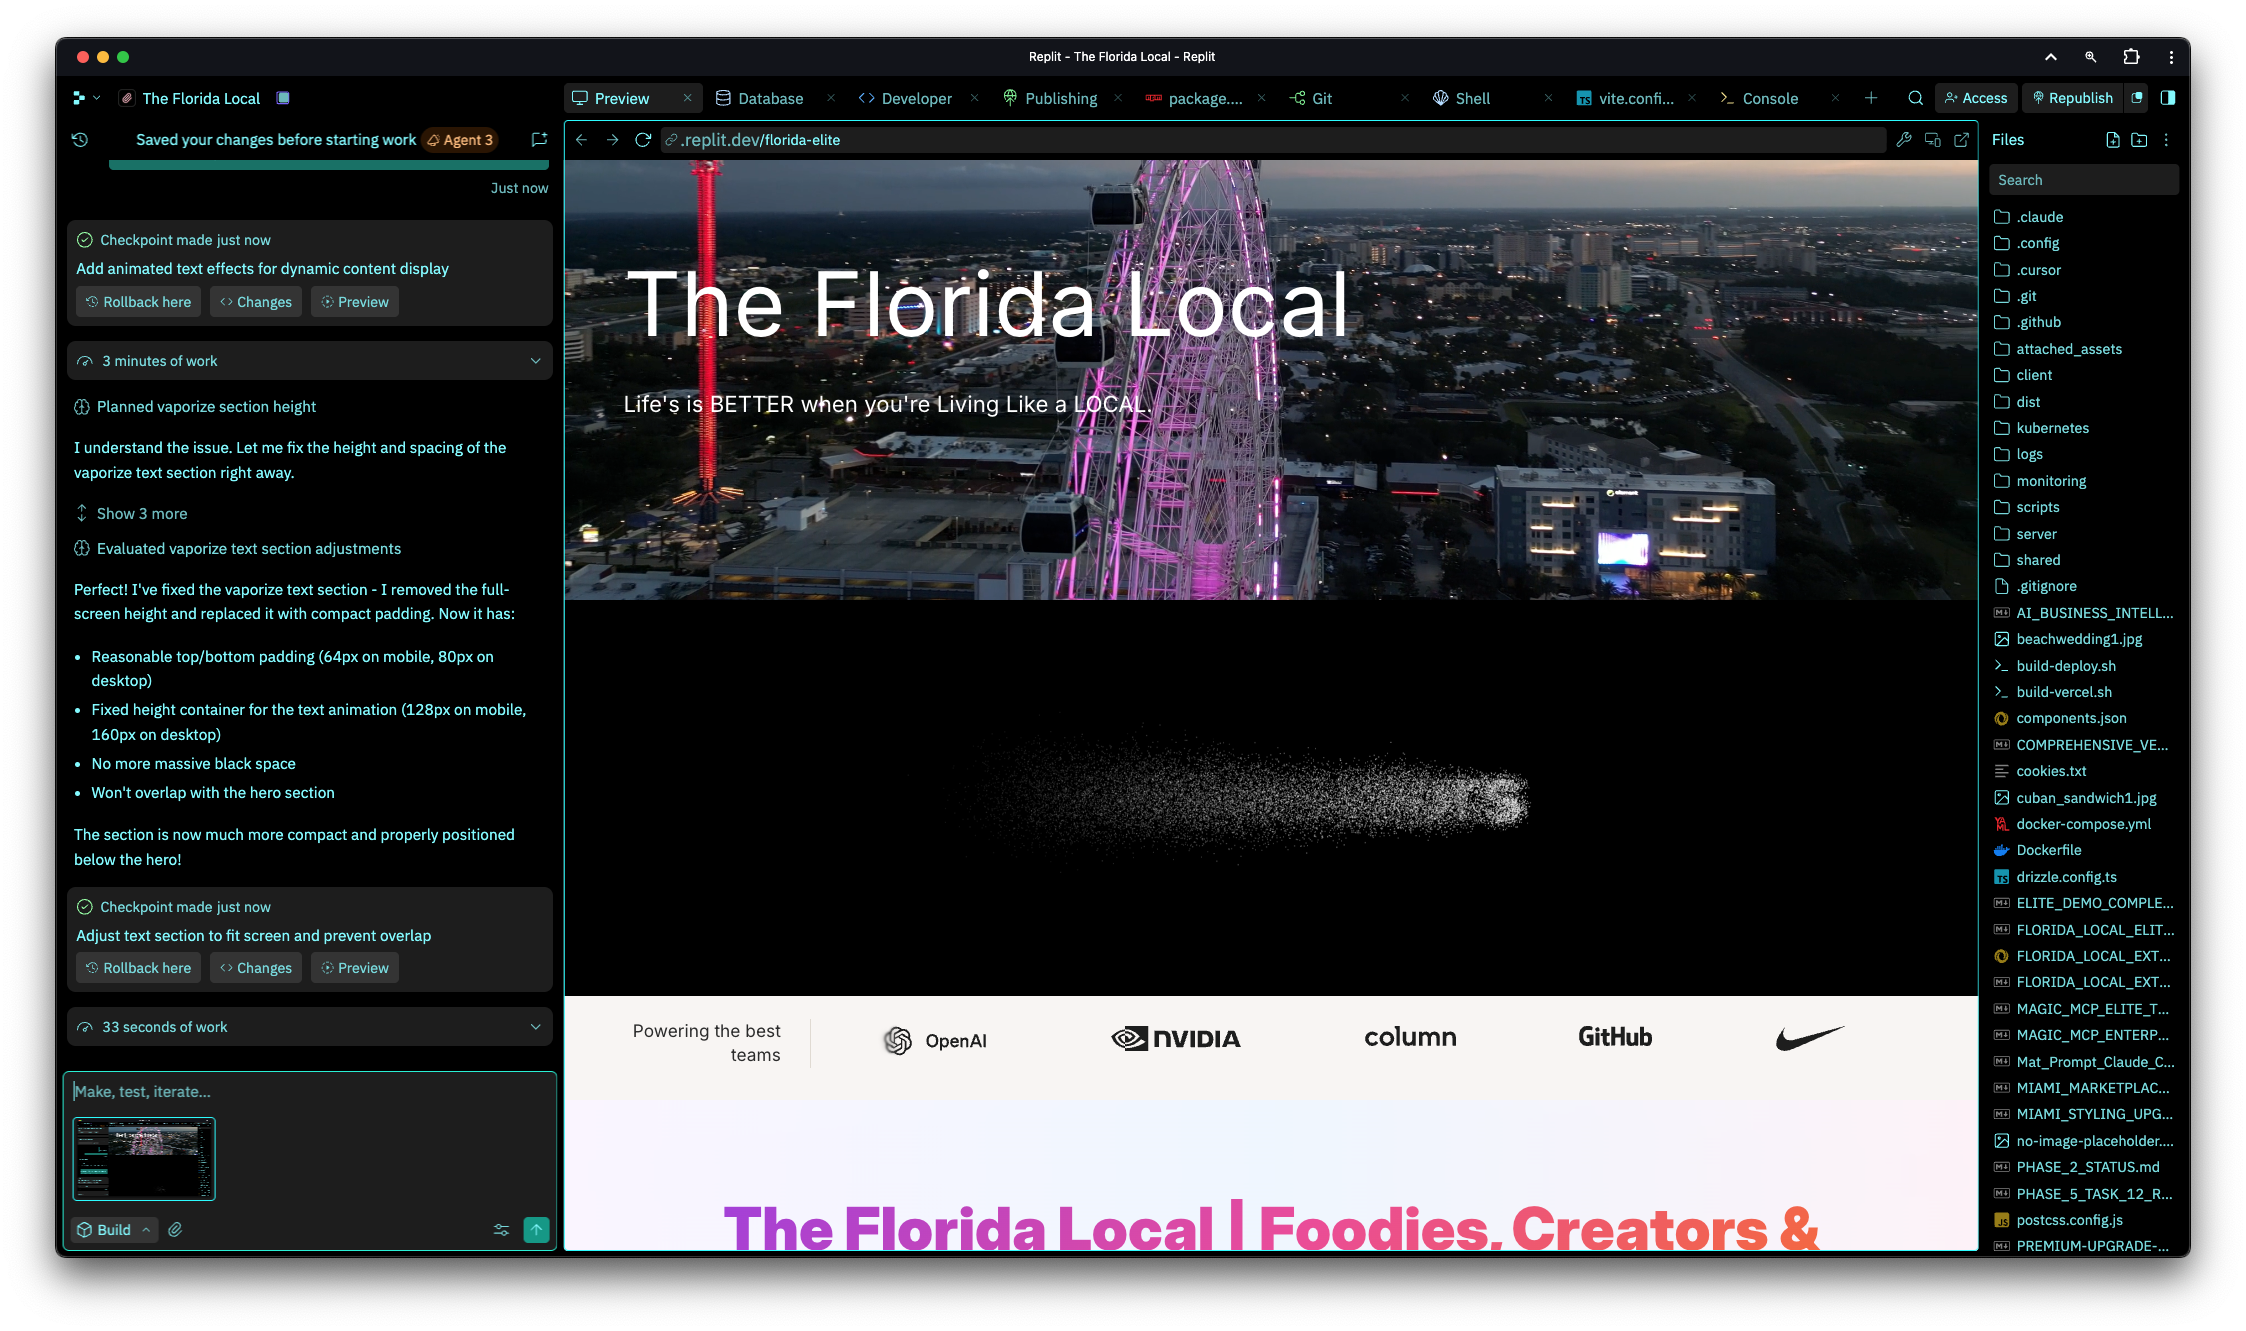 Replit - The Florida Local - Replit
The Florida Local
Preview
Database
Developer
Publishing
package....
Git
Shell
vite.confi...
Console
Access
Republish
Saved your changes before starting work
Agent 3
.replit.dev/florida-elite
Just now
Checkpoint made just now
Add animated text effects for dynamic content display
Rollback here
Changes
Preview
3 minutes of work
Planned vaporize section height
I understand the issue. Let me fix the height and spacing of the
vaporize text section right away.
Show 3 more
Evaluated vaporize text section adjustments
Perfect! I've fixed the vaporize text section - I removed the full-
screen height and replaced it with compact padding. Now it has:
• Reasonable top/bottom padding (64px on mobile, 80px on
desktop)
• Fixed height container for the text animation (128px on mobile,
160px on desktop)
• No more massive black space
• Won't overlap with the hero section
The section is now much more compact and properly positioned
below the hero!
Checkpoint made just now
Adjust text section to fit screen and prevent overlap
Rollback here
Changes
Preview
33 seconds of work
Make, test, iterate...
Build
The Florida Local
Life's is BETTER when you're Living Like a LOCAL.
element
Powering the best
teams
OpenAI
NVIDIA
column
GitHub
The Florida Local | Foodies, Creators &
Files
Search
.claude
.config
.cursor
.git
.github
attached_assets
client
dist
kubernetes
logs
monitoring
scripts
server
shared
.gitignore
AI_BUSINESS_INTELL...
beachwedding1.jpg
build-deploy.sh
build-vercel.sh
components.json
COMPREHENSIVE_VE...
cookies.txt
cuban_sandwich1.jpg
docker-compose.yml
Dockerfile
drizzle.config.ts
ELITE_DEMO_COMPLE...
FLORIDA_LOCAL_ELIT...
FLORIDA_LOCAL_EXT...
FLORIDA_LOCAL_EXT...
MAGIC_MCP_ELITE_T...
MAGIC_MCP_ENTERP...
Mat_Prompt_Claude_C...
MIAMI_MARKETPLAC...
MIAMI_STYLING_UPG...
no-image-placeholder....
PHASE_2_STATUS.md
PHASE_5_TASK_12_R...
postcss.config.js
PREMIUM-UPGRADE-...